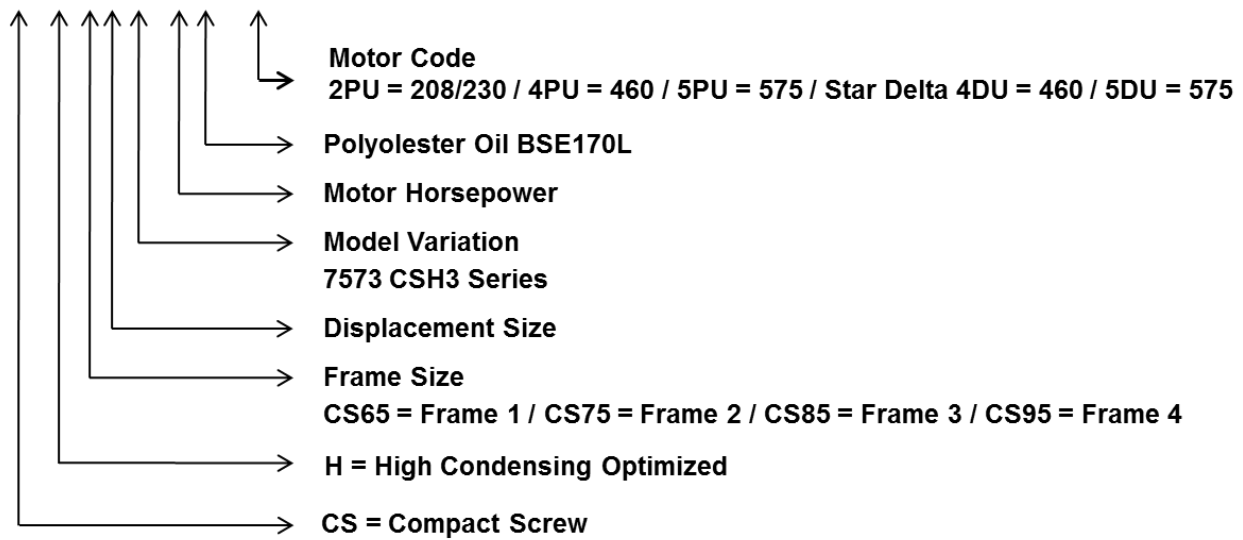 Motor Code
2PU = 208/230 / 4PU = 460 / 5PU = 575 / Star Delta 4DU = 460 / 5DU = 575
Polyolester Oil BSE170L
Motor Horsepower
Model Variation
7573 CSH3 Series
Displacement Size
Frame Size
CS65 = Frame 1 / CS75 = Frame 2 / CS85 = Frame 3 / CS95 = Frame 4
H = High Condensing Optimized
CS = Compact Screw